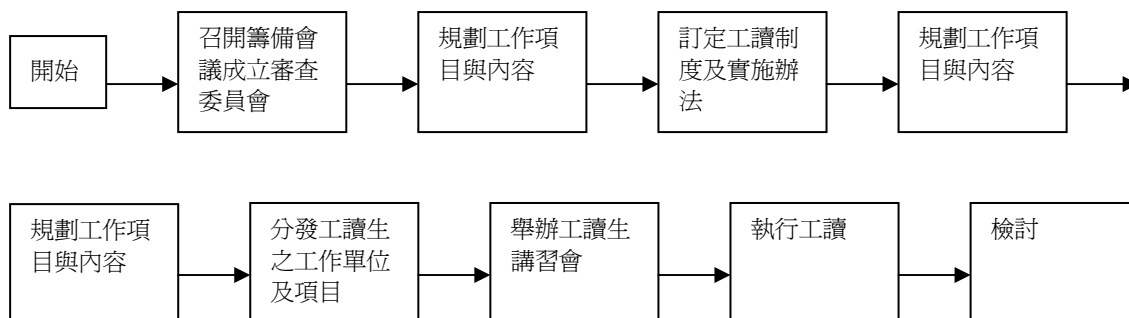 開始
召開籌備會
議成立審查
委員會
規劃工作項
目與內容
訂定工讀制
度及實施辦
法
規劃工作項
目與內容
規劃工作項
目與內容
分發工讀生
之工作單位
及項目
舉辦工讀生
講習會
執行工讀
檢討